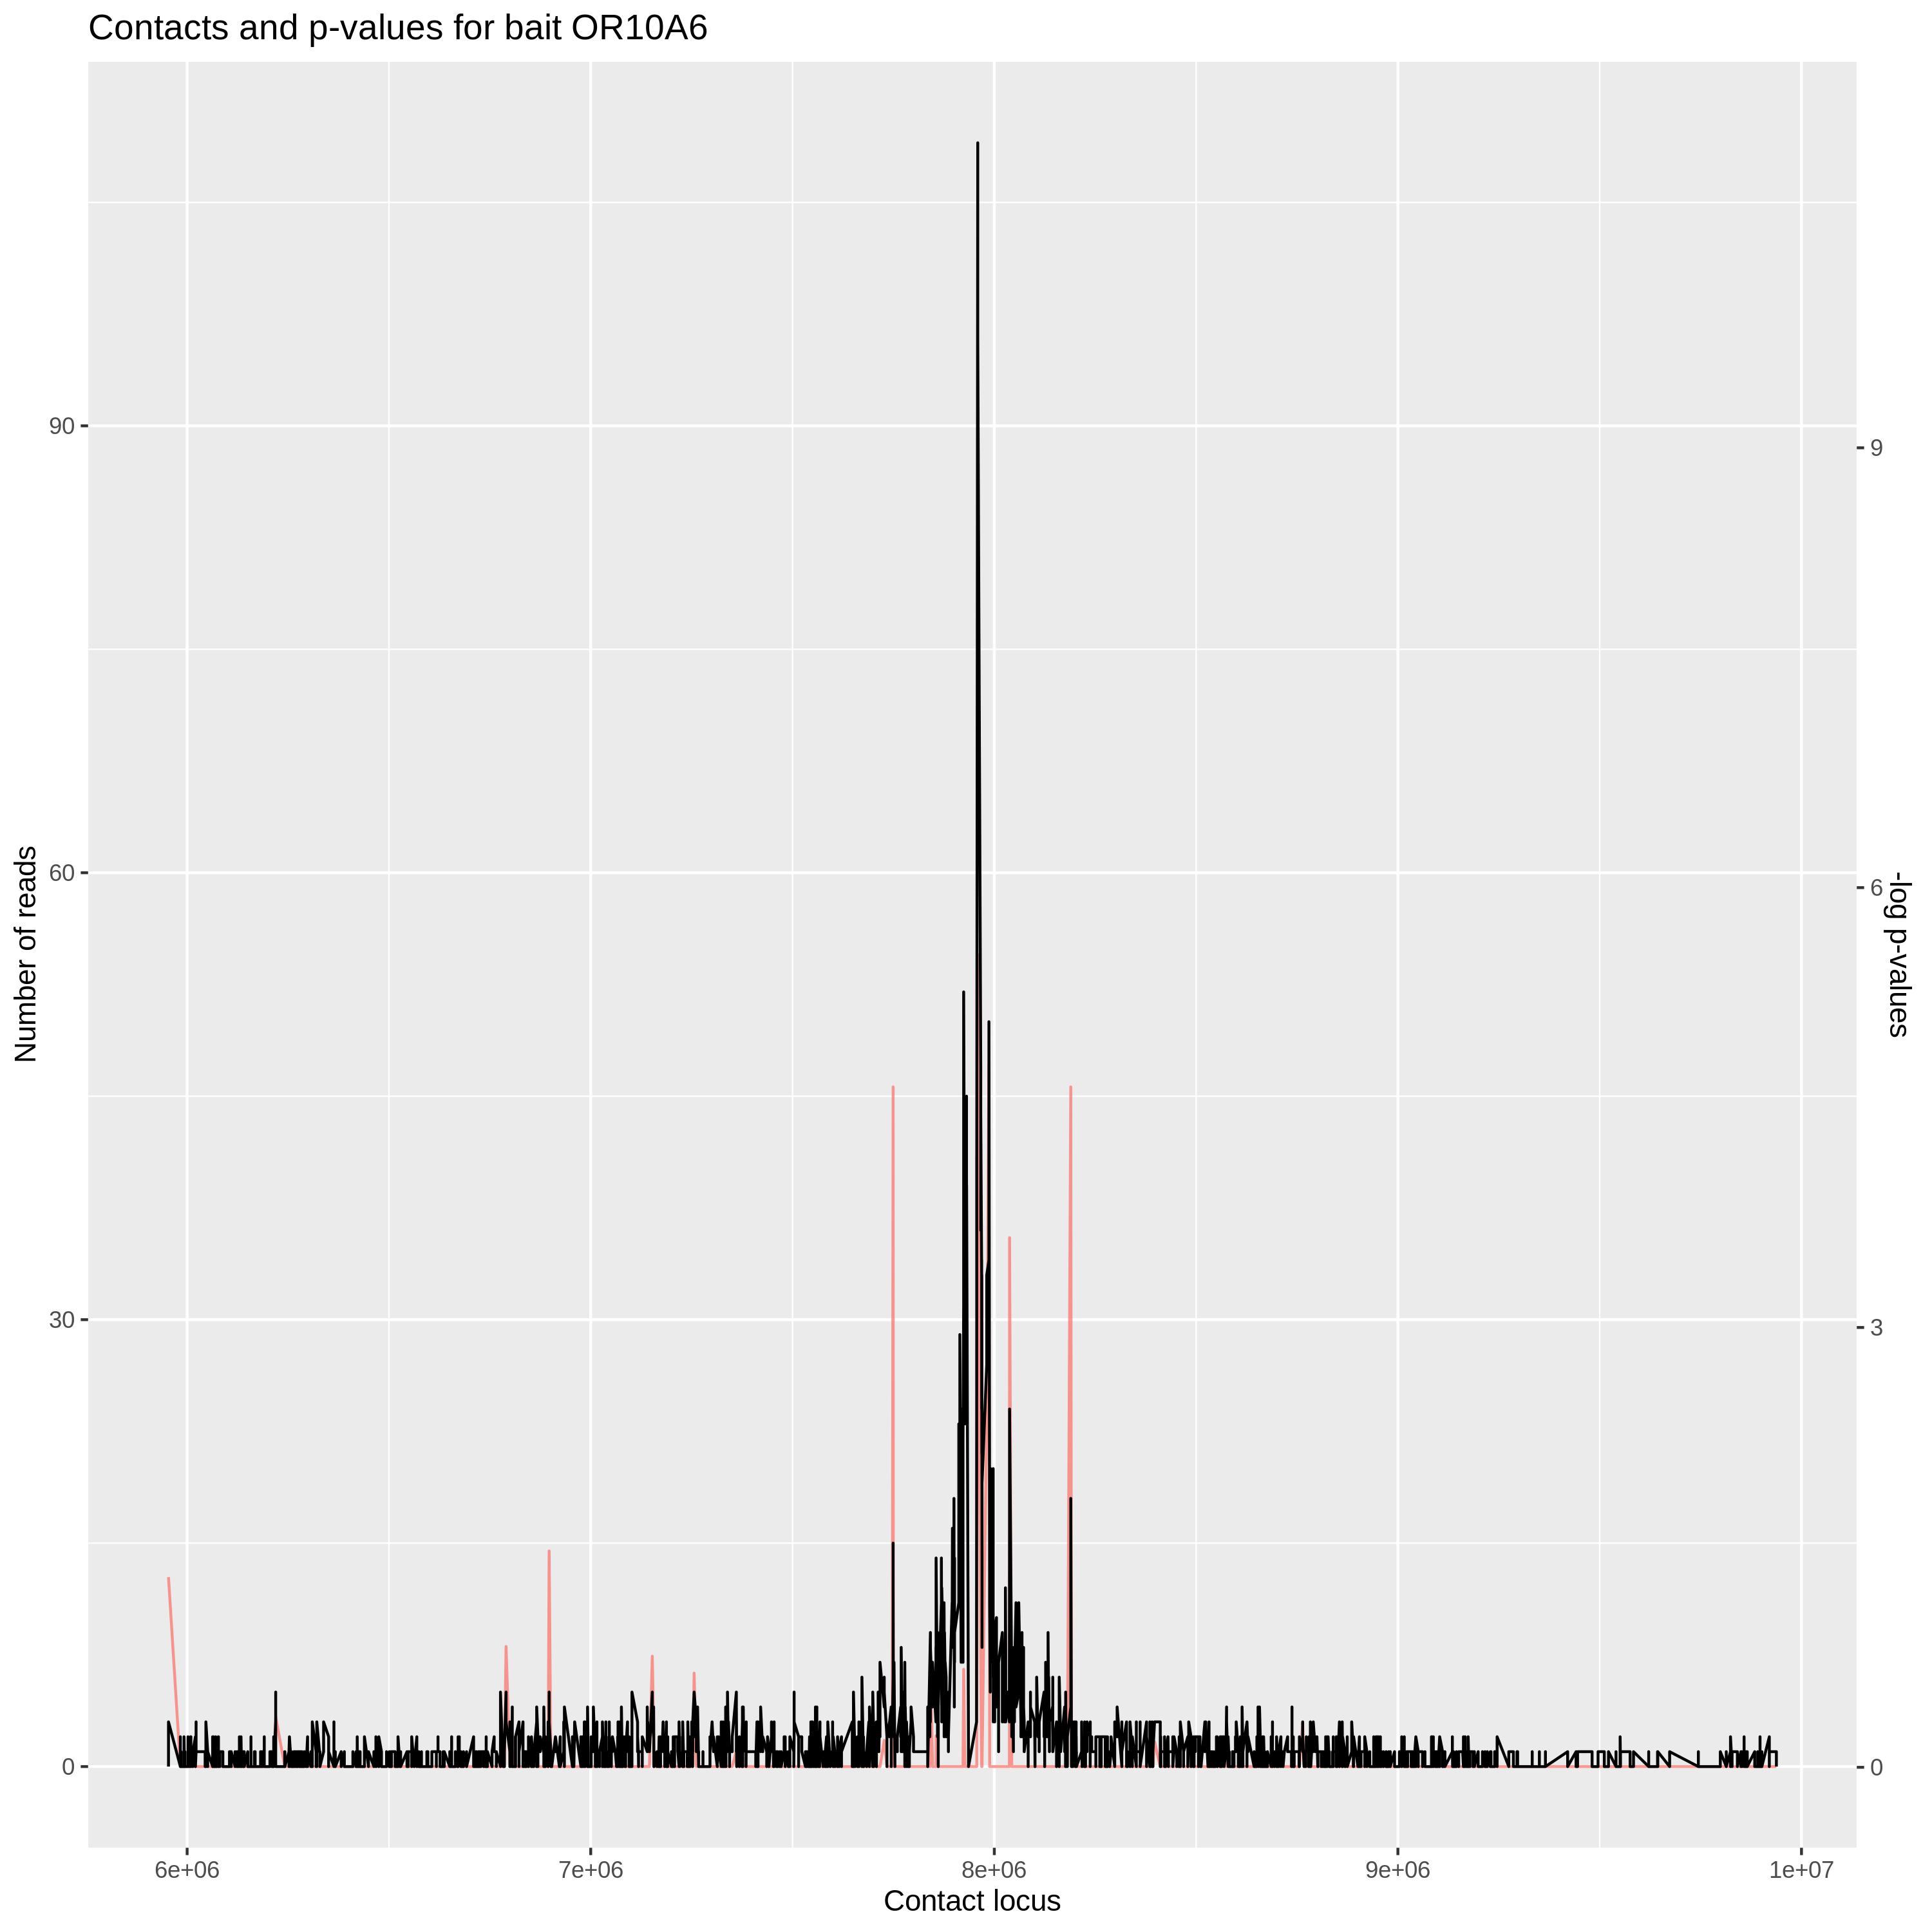 Contacts and p-values for bait OR10A6
Number of reads
90
60
30
0
9
6
3
0
-log p-values
6e+06
7e+06
8e+06
9e+06
1e+07
Contact locus